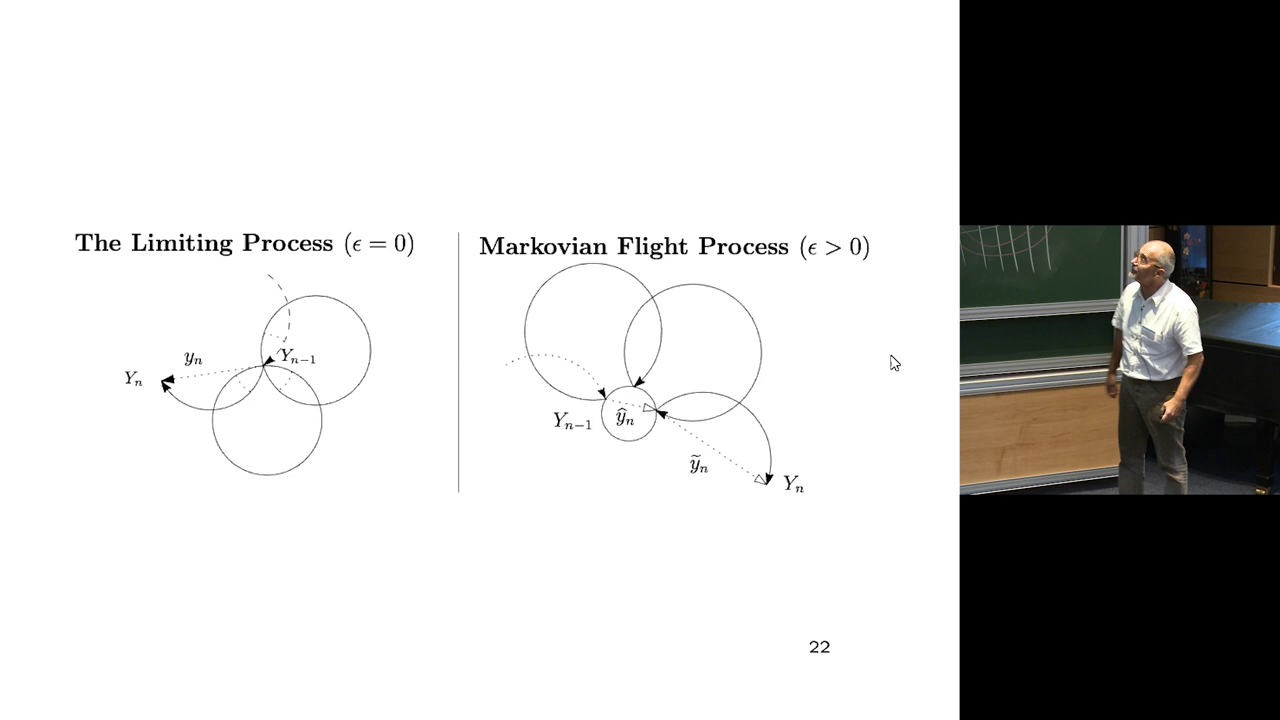 The Limiting Process (ϵ = 0)
Markovian Flight Process (ϵ > 0)
yₙ
Yₙ₋₁
Yₙ
Yₙ₋₁
ŷₙ
ỹₙ
Yₙ
22